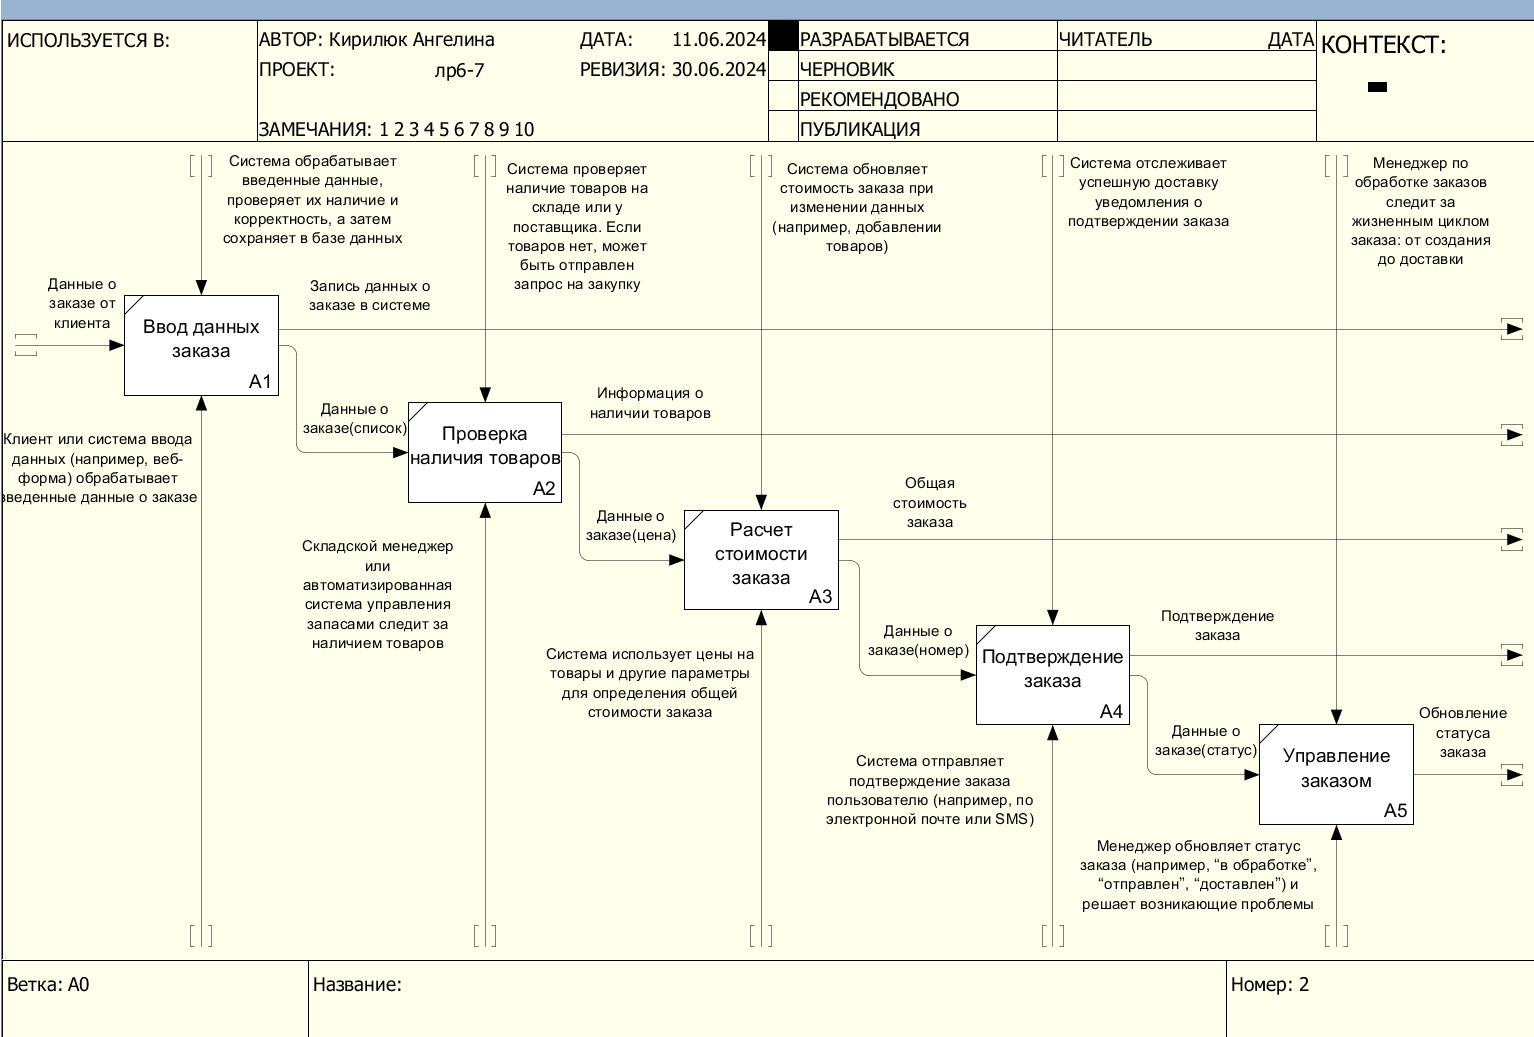 ИСПОЛЬЗУЕТСЯ В:
АВТОР: Кирилюк Ангелина
ДАТА: 11.06.2024
ПРОЕКТ: лр6-7
РЕВИЗИЯ: 30.06.2024
ЗАМЕЧАНИЯ: 1 2 3 4 5 6 7 8 9 10
РАЗРАБАТЫВАЕТСЯ
ЧЕРНОВИК
РЕКОМЕНДОВАНО
ПУБЛИКАЦИЯ
ЧИТАТЕЛЬ
ДАТА
КОНТЕКСТ:
Система обрабатывает
введенные данные,
проверяет их наличие и
корректность, а затем
сохраняет в базе данных
Система проверяет
наличие товаров на
складе или у
поставщика. Если
товаров нет, может
быть отправлен
запрос на закупку
Система обновляет
стоимость заказа при
изменении данных
(например, добавлении
товаров)
Система отслеживает
успешную доставку
уведомления о
подтверждении заказа
Менеджер по
обработке заказов
следит за
жизненным циклом
заказа: от создания
до доставки
Данные о
заказе от
клиента
Ввод данных
заказа
A1
Запись данных о
заказе в системе
Клиент или система ввода
данных (например, веб-
форма) обрабатывает
введенные данные о заказе
Данные о
заказе(список)
Проверка
наличия товаров
A2
Информация о
наличии товаров
Складской менеджер
или
автоматизированная
система управления
запасами следит за
наличием товаров
Данные о
заказе(цена)
Расчет
стоимости
заказа
A3
Общая
стоимость
заказа
Система использует цены на
товары и другие параметры
для определения общей
стоимости заказа
Данные о
заказе(номер)
Подтверждение
заказа
A4
Подтверждение
заказа
Система отправляет
подтверждение заказа
пользователю (например, по
электронной почте или SMS)
Данные о
заказе(статус)
Управление
заказом
A5
Обновление
статуса
заказа
Менеджер обновляет статус
заказа (например, “в обработке”,
“отправлен”, “доставлен”) и
решает возникающие проблемы
Ветка: A0
Название:
Номер: 2